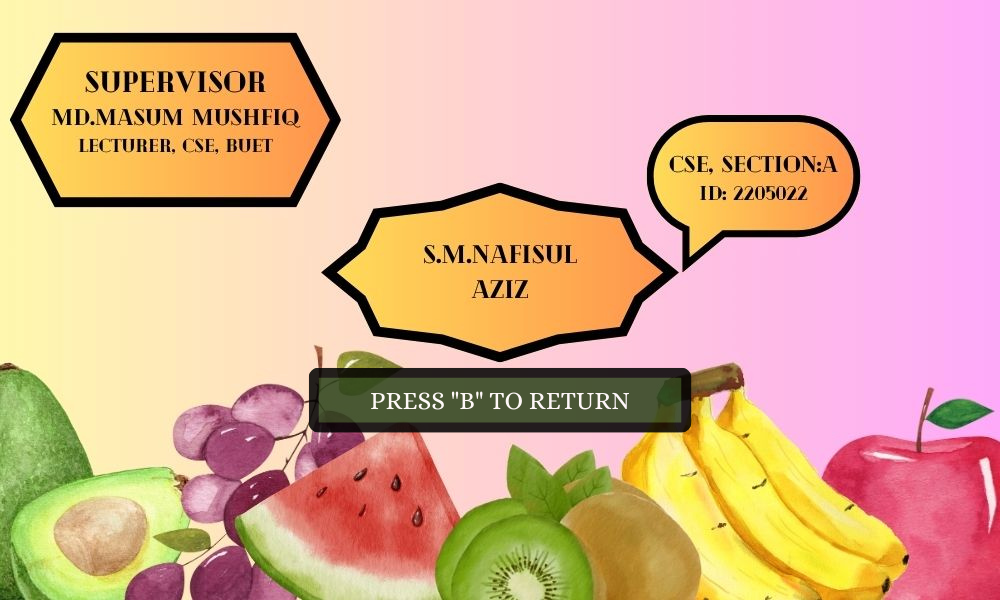 SUPERVISOR
MD.MASUM MUSHFIQ
LECTURER, CSE, BUET
CSE, SECTION:A
ID: 2205022
S.M.NAFISUL
AZIZ
PRESS "B" TO RETURN